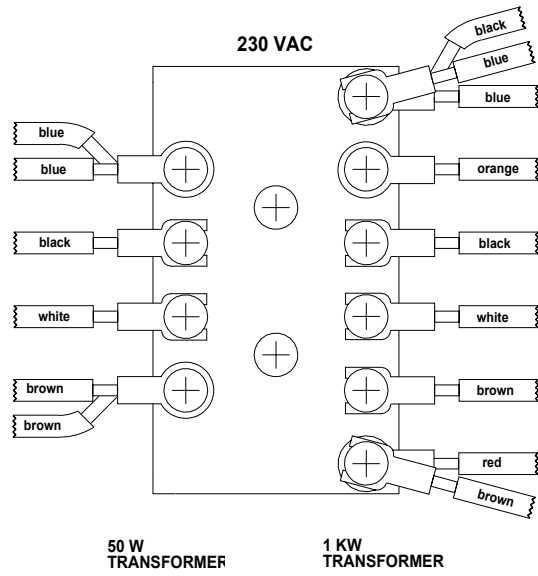 230 VAC
black
blue
blue
blue
blue
orange
black
black
white
white
brown
brown
brown
red
brown
50 W
TRANSFORMER
1 KW
TRANSFORMER